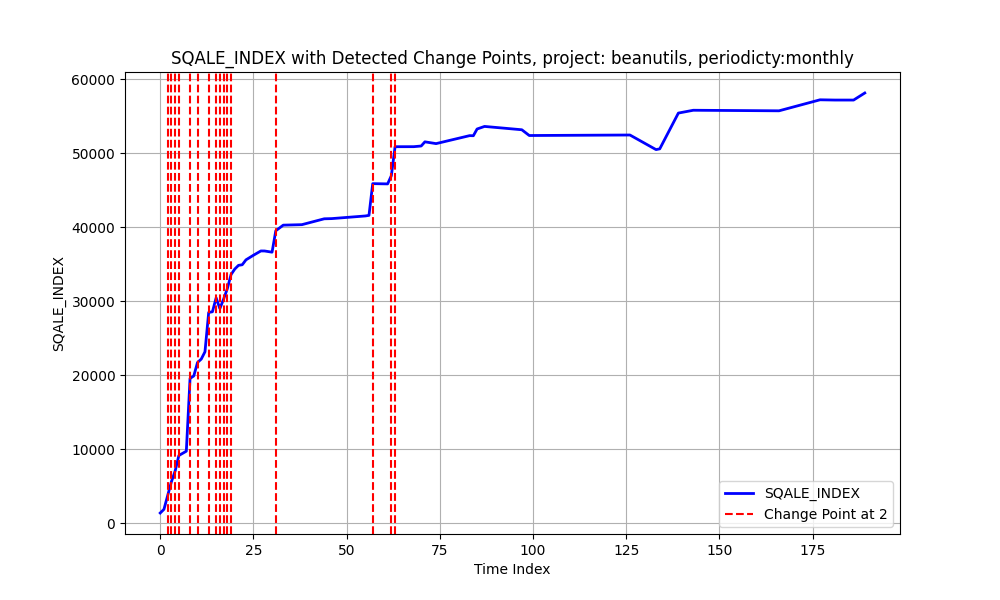 SQALE_INDEX with Detected Change Points, project: beanutils, periodicty:monthly
SQALE_INDEX
60000
50000
40000
30000
20000
10000
0
0 25 50 75 100 125 150 175
Time Index
SQALE_INDEX
Change Point at 2